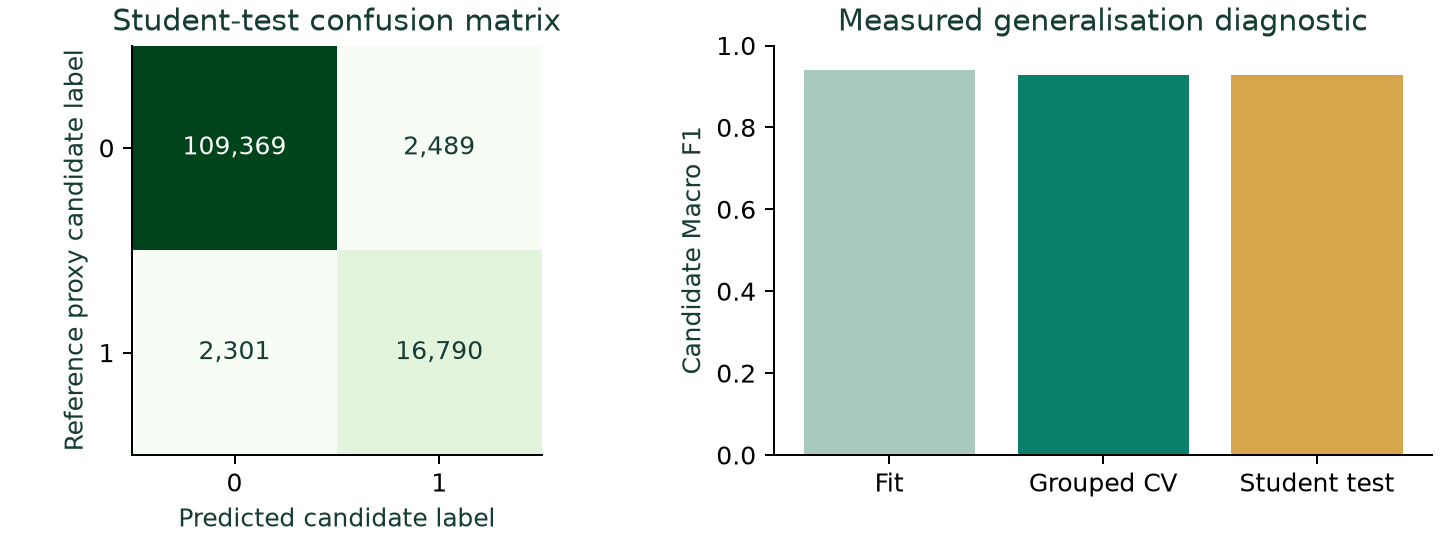 Student-test confusion matrix
Reference proxy candidate label
0
1
109,369
2,489
2,301
16,790
0
1
Predicted candidate label
Measured generalisation diagnostic
Candidate Macro F1
1.0
0.8
0.6
0.4
0.2
0.0
Fit
Grouped CV
Student test